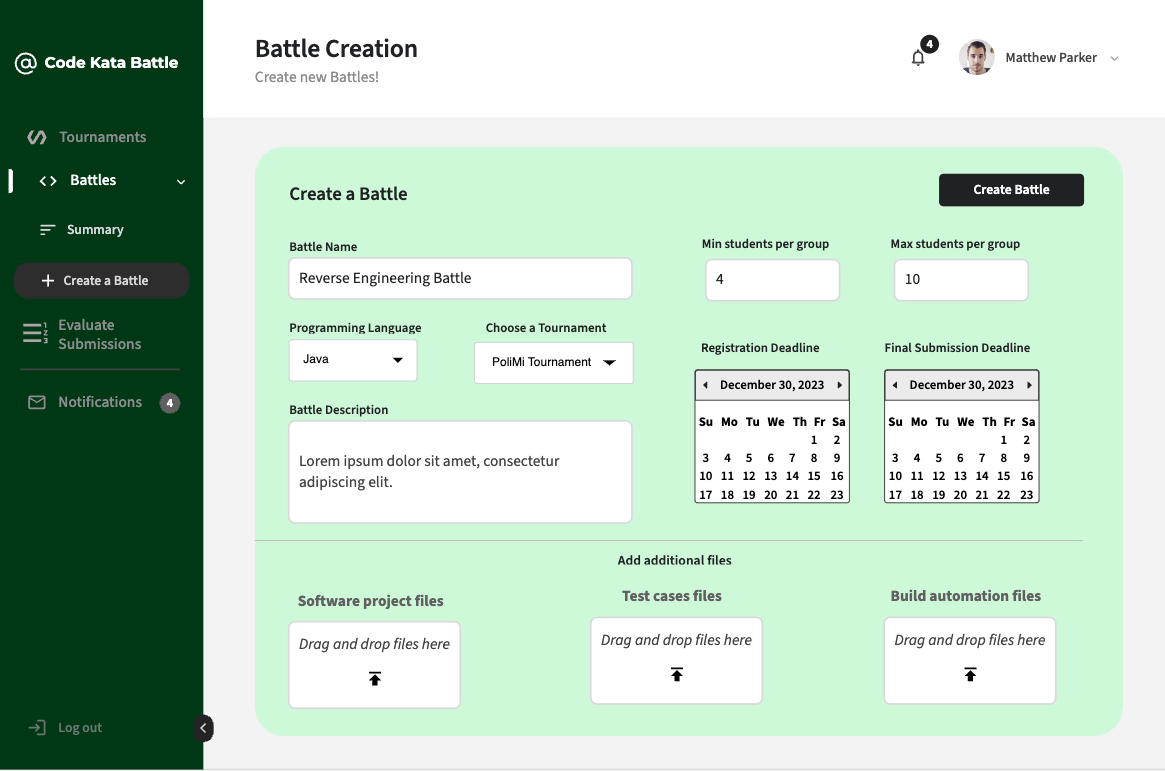 Code Kata Battle
Tournaments
Battles
Summary
Create a Battle
Evaluate
Submissions
1
2
3
Notifications 4
Log out
Battle Creation
Create new Battles!
4
Matthew Parker
Create a Battle
Create Battle
Battle Name
Reverse Engineering Battle
Min students per group
4
Max students per group
10
Programming Language
Java
Choose a Tournament
PoliMi Tournament
Battle Description
Lorem ipsum dolor sit amet, consectetur
adipiscing elit.
Registration Deadline
December 30, 2023
Su Mo Tu We Th Fr Sa
1 2
3 4 5 6 7 8 9
10 11 12 13 14 15 16
17 18 19 20 21 22 23
Final Submission Deadline
December 30, 2023
Su Mo Tu We Th Fr Sa
1 2
3 4 5 6 7 8 9
10 11 12 13 14 15 16
17 18 19 20 21 22 23
Add additional files
Software project files
Drag and drop files here
Test cases files
Drag and drop files here
Build automation files
Drag and drop files here